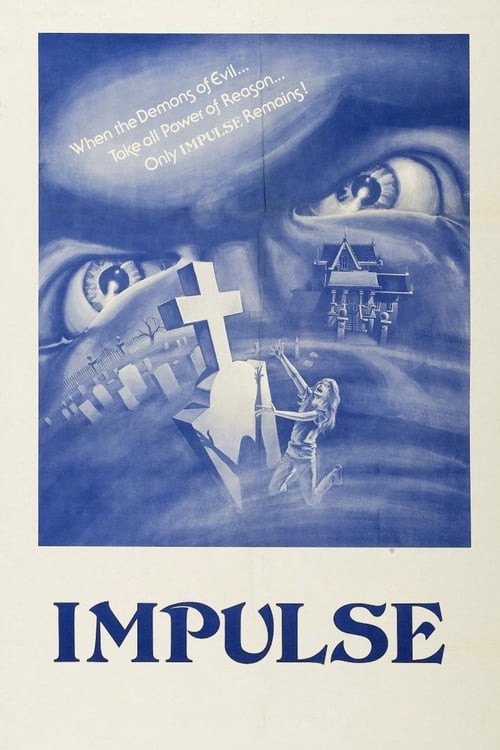 When the Demons of Evil...
Take all Power of Reason...
Only IMPULSE Remains!
IMPULSE